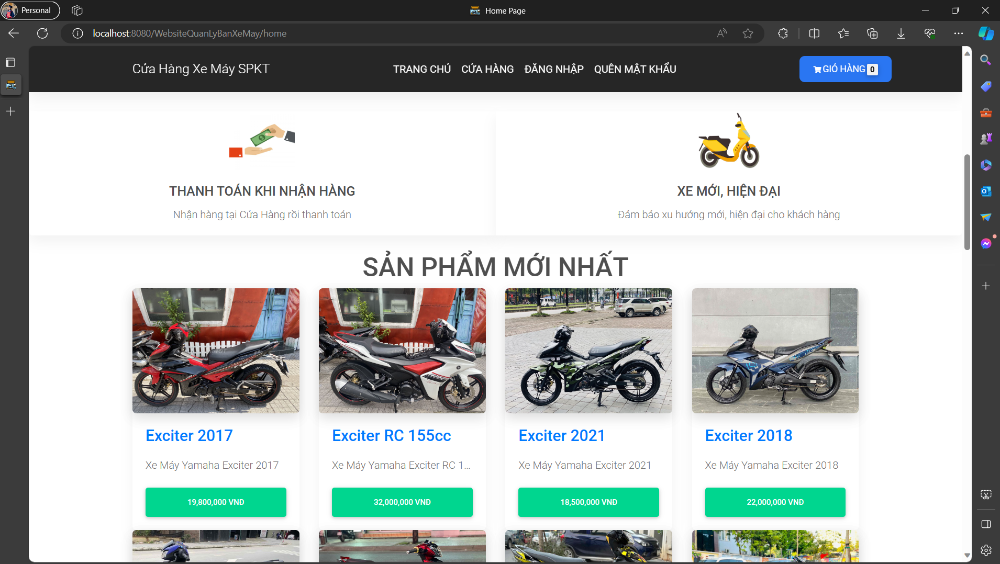 Personal
Home Page
localhost:8080/WebsiteQuanLyBanXeMay/home
Cửa Hàng Xe Máy SPKT
TRANG CHỦ CỬA HÀNG ĐĂNG NHẬP QUÊN MẬT KHẨU
GIỎ HÀNG 0
THANH TOÁN KHI NHẬN HÀNG
Nhận hàng tại Cửa Hàng rồi thanh toán
XE MỚI, HIỆN ĐẠI
Đảm bảo xu hướng mới, hiện đại cho khách hàng
SẢN PHẨM MỚI NHẤT
Exciter 2017
Xe Máy Yamaha Exciter 2017
19,800,000 VNĐ
Exciter RC 155cc
Xe Máy Yamaha Exciter RC 1...
32,000,000 VNĐ
Exciter 2021
Xe Máy Yamaha Exciter 2021
18,500,000 VNĐ
Exciter 2018
Xe Máy Yamaha Exciter 2018
22,000,000 VNĐ